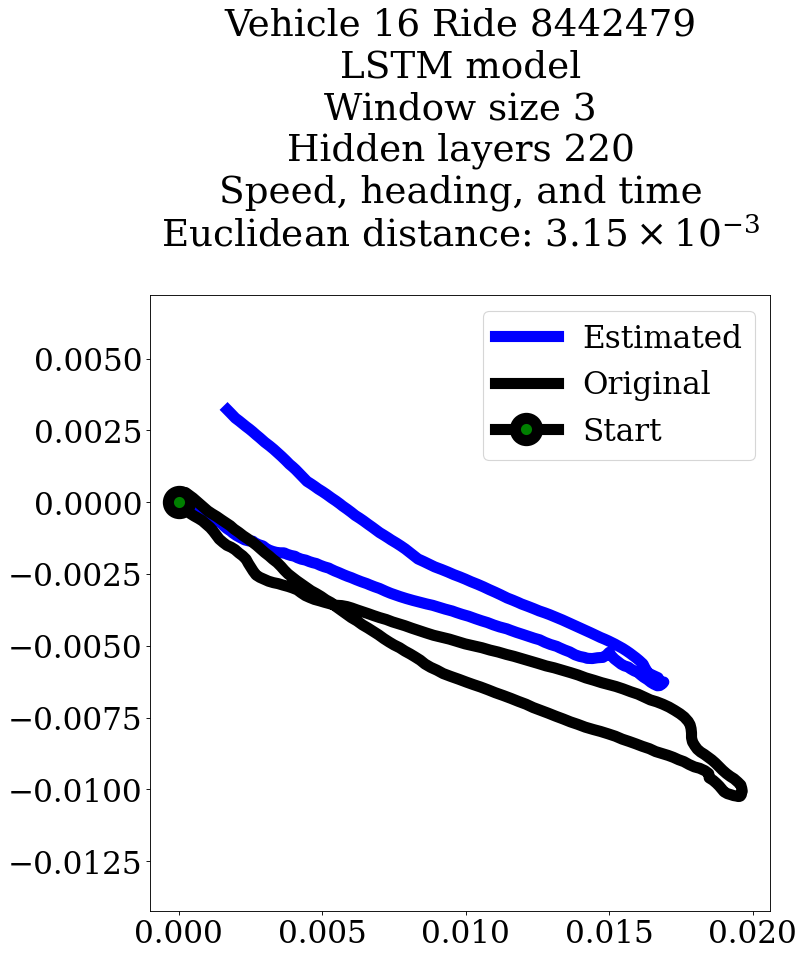 Vehicle 16 Ride 8442479
LSTM model
Window size 3
Hidden layers 220
Speed, heading, and time
Euclidean distance: 3.15 × 10⁻³
Estimated
Original
Start
0.0050
0.0025
0.0000
−0.0025
−0.0050
−0.0075
−0.0100
−0.0125
0.000 0.005 0.010 0.015 0.020